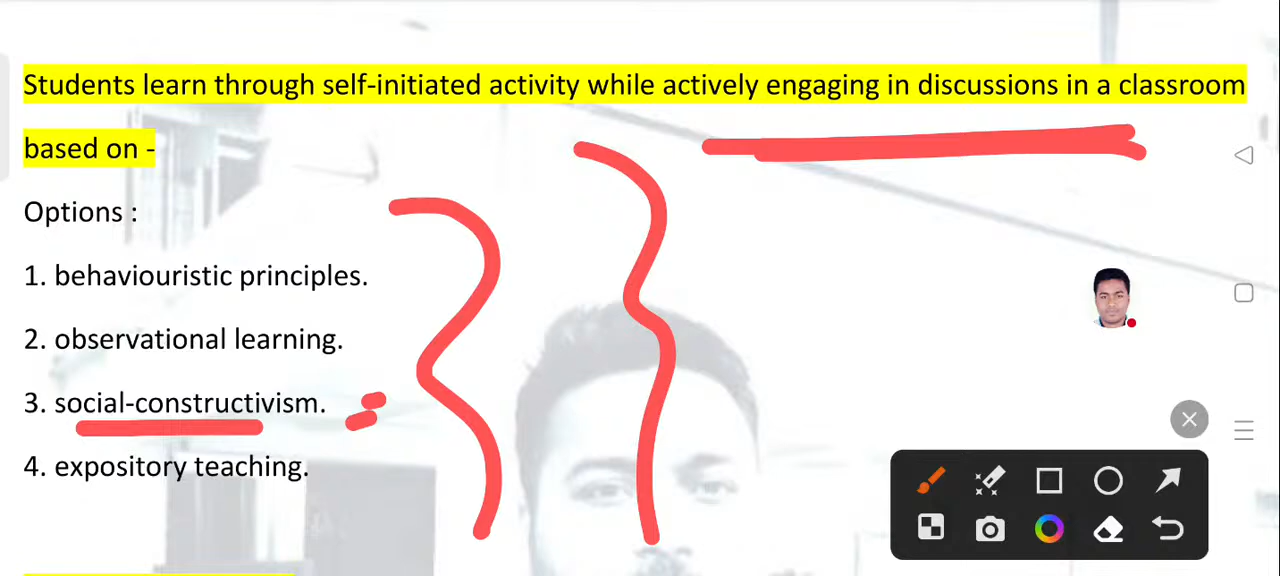 Students learn through self-initiated activity while actively engaging in discussions in a classroom
based on -
Options :
1. behaviouristic principles.
2. observational learning.
3. social-constructivism.
4. expository teaching.